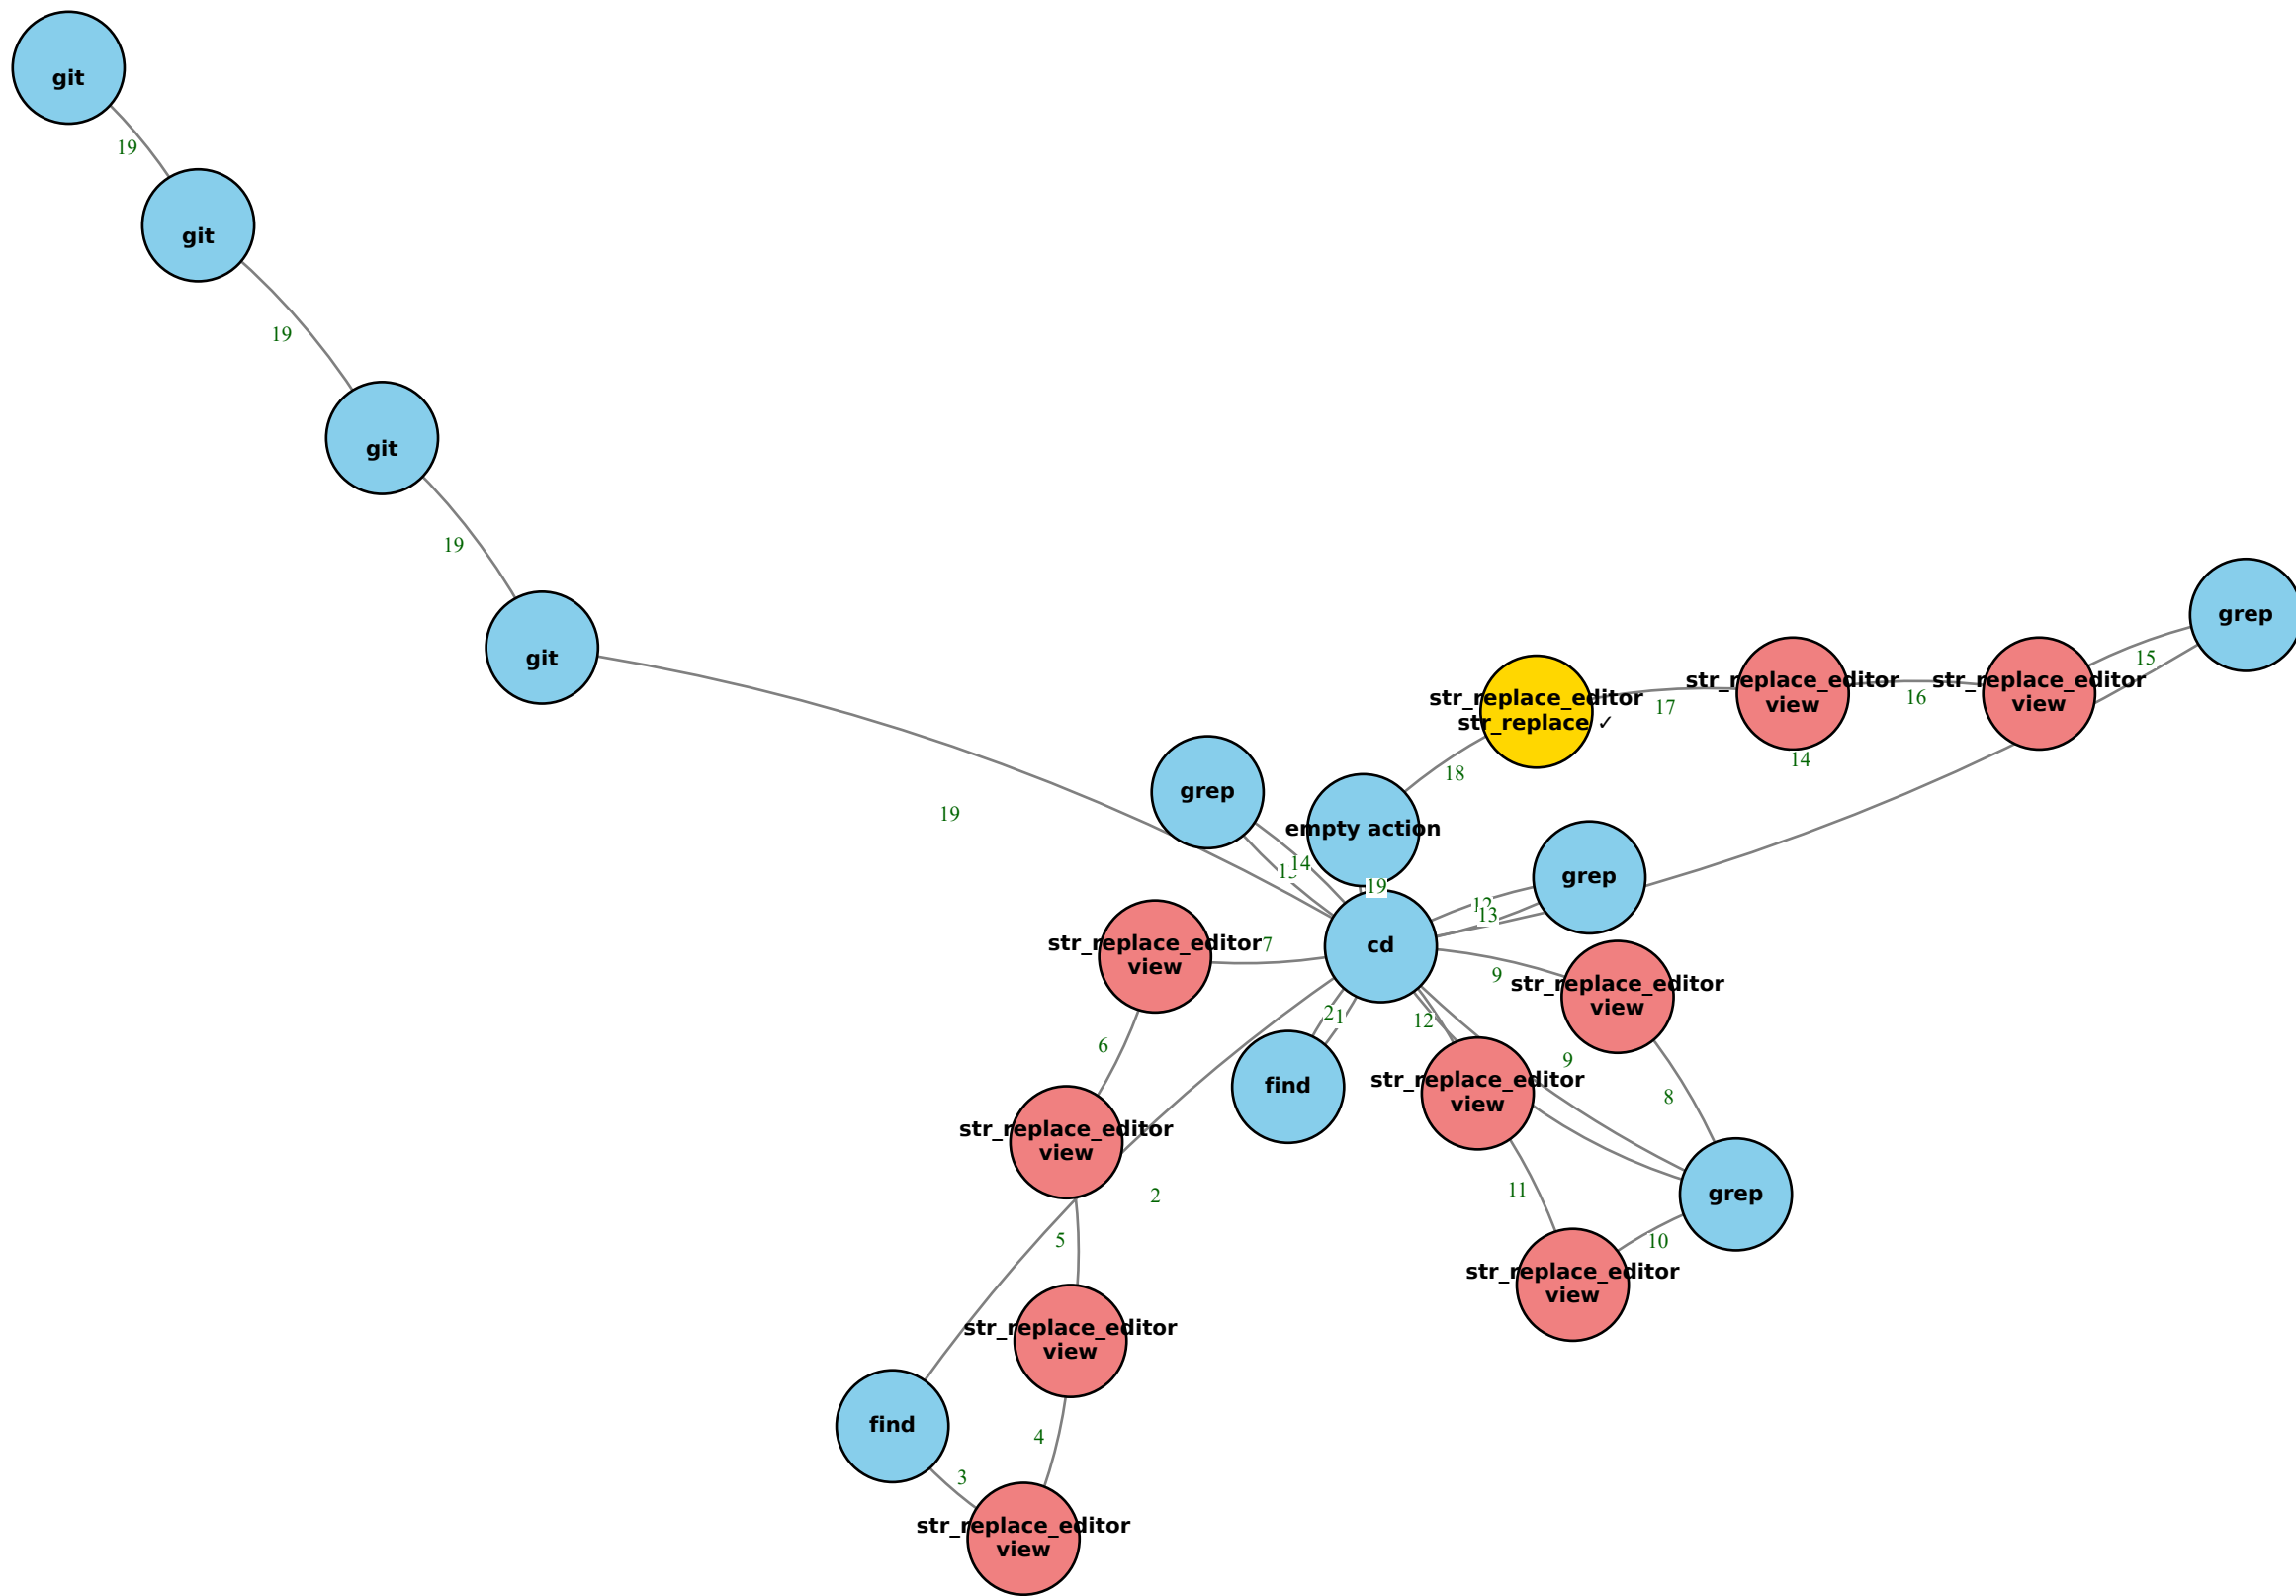 git
19
git
19
git
19
git
19
grep
15
str_replace_editor
view
16
str_replace_editor
view
17
str_replace_editor
str_replace ✓
14
18
grep
empty action
14
19
grep
13
str_replace_editor
view
7
cd
9
str_replace_editor
view
2
1
12
6
find
9
str_replace_editor
view
8
str_replace_editor
view
2
11
grep
10
5
str_replace_editor
view
str_replace_editor
view
find
4
3
str_replace_editor
view